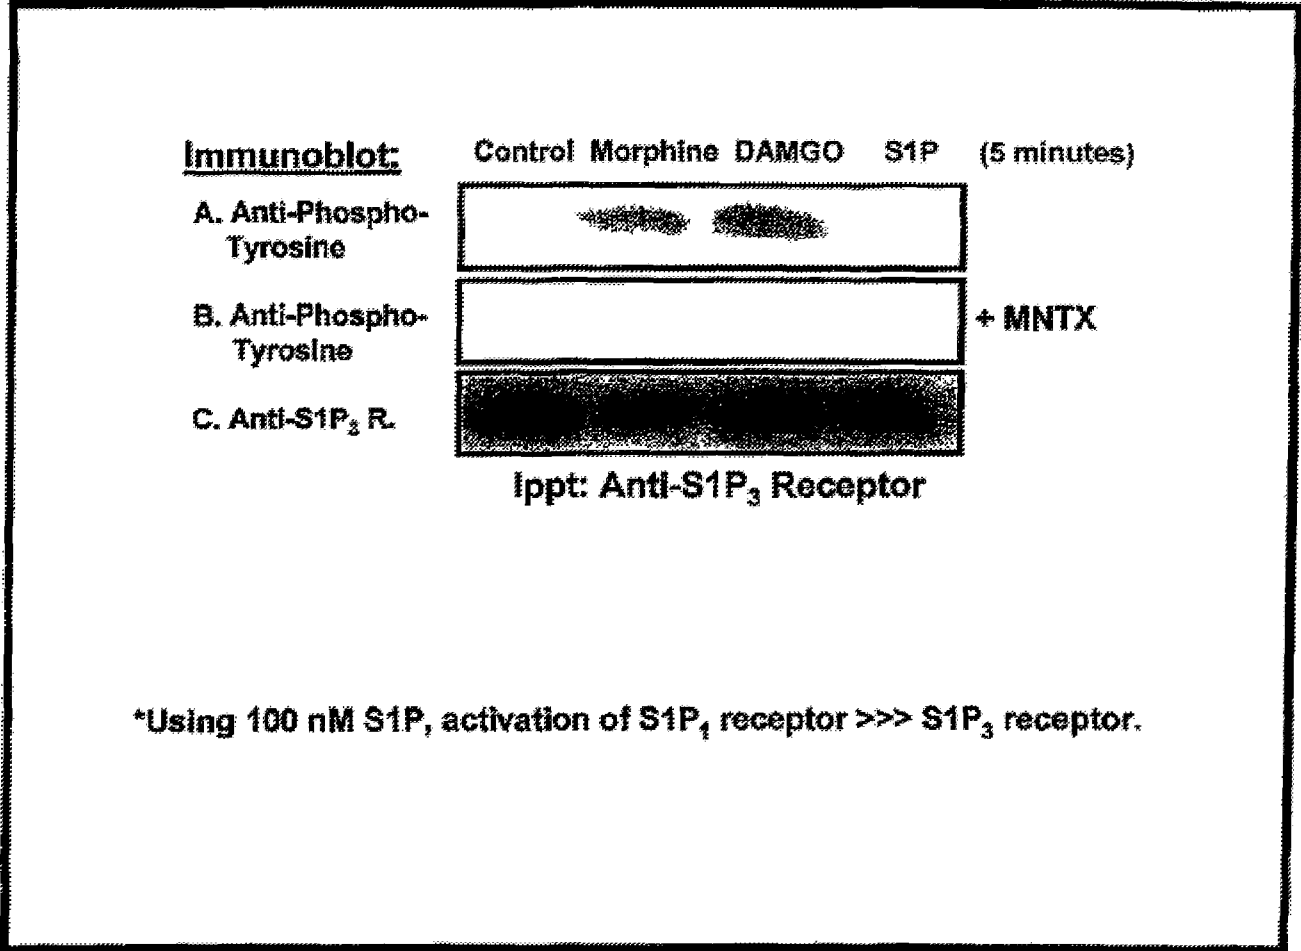 Immunoblot: Control Morphine DAMGO S1P (5 minutes)
A. Anti-Phospho-
Tyrosine
B. Anti-Phospho-
Tyrosine
+ MNTX
C. Anti-S1P₃ R.
Ippt: Anti-S1P₃ Receptor
*Using 100 nM S1P, activation of S1P₁ receptor >>> S1P₃ receptor.